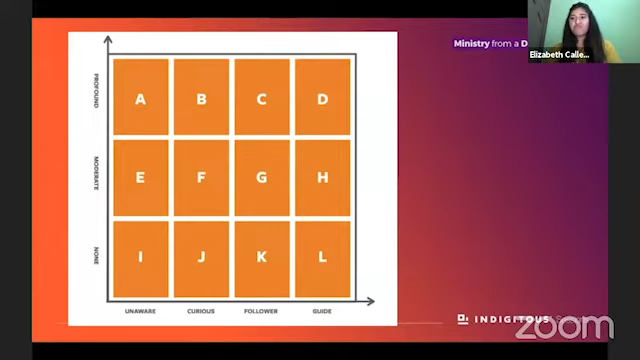 Ministry from a D
Elizabeth Calle...
PROFOUND
A B C D
MODERATE
E F G H
NONE
I J K L
UNAWARE CURIOUS FOLLOWER GUIDE
INDIGITOUS
zoom